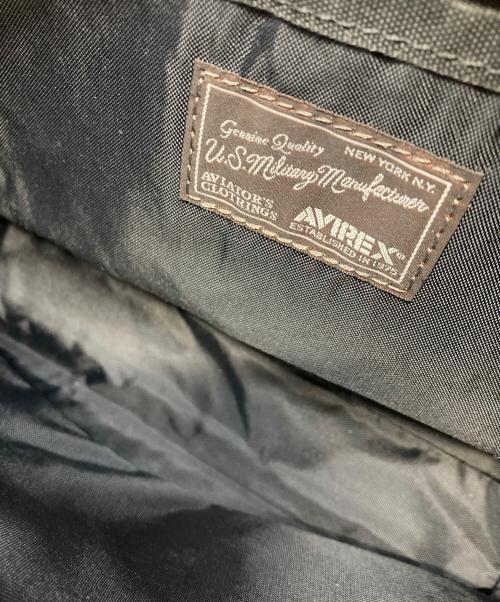 Genuine Quality
NEW YORK N.Y.
U.S. Military Manufacturer
AVIATOR'S
CLOTHINGS
AVIREX®
ESTABLISHED IN 1975